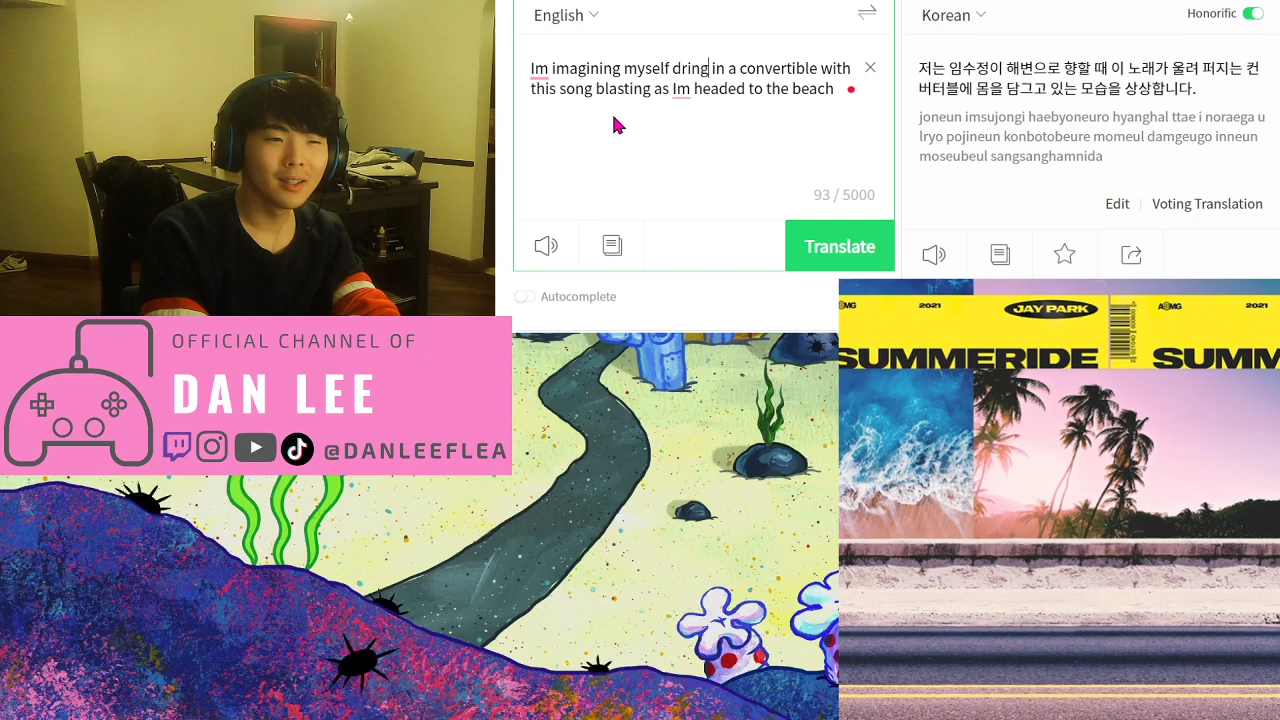 English
Im imagining myself dring in a convertible with
this song blasting as Im headed to the beach
93 / 5000
Translate
Autocomplete
Korean
Honorific
저는 임수정이 해변으로 향할 때 이 노래가 울려 퍼지는 컨
버터블에 몸을 담그고 있는 모습을 상상합니다.
joneun imsujongi haebyoneuro hyanghal ttae i noraega u
lryo pojineun konbotobeure momeul damgeugo inneun
moseubeul sangsanghamnida
Edit
Voting Translation
OFFICIAL CHANNEL OF
DAN LEE
@DANLEEFLEA
2021
JAY PARK
SUMMERIDE
AOMG
2021
SUMM